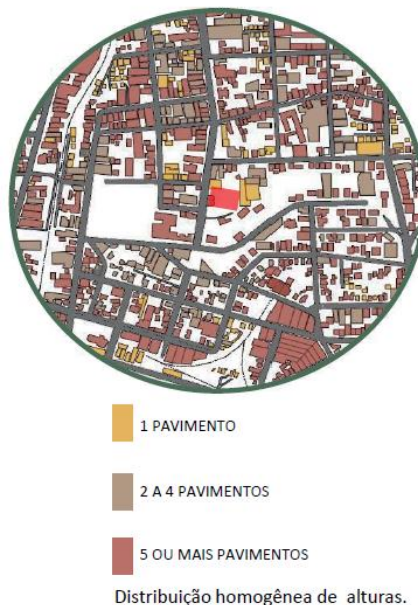 1 PAVIMENTO
2 A 4 PAVIMENTOS
5 OU MAIS PAVIMENTOS
Distribuição homogênea de alturas.